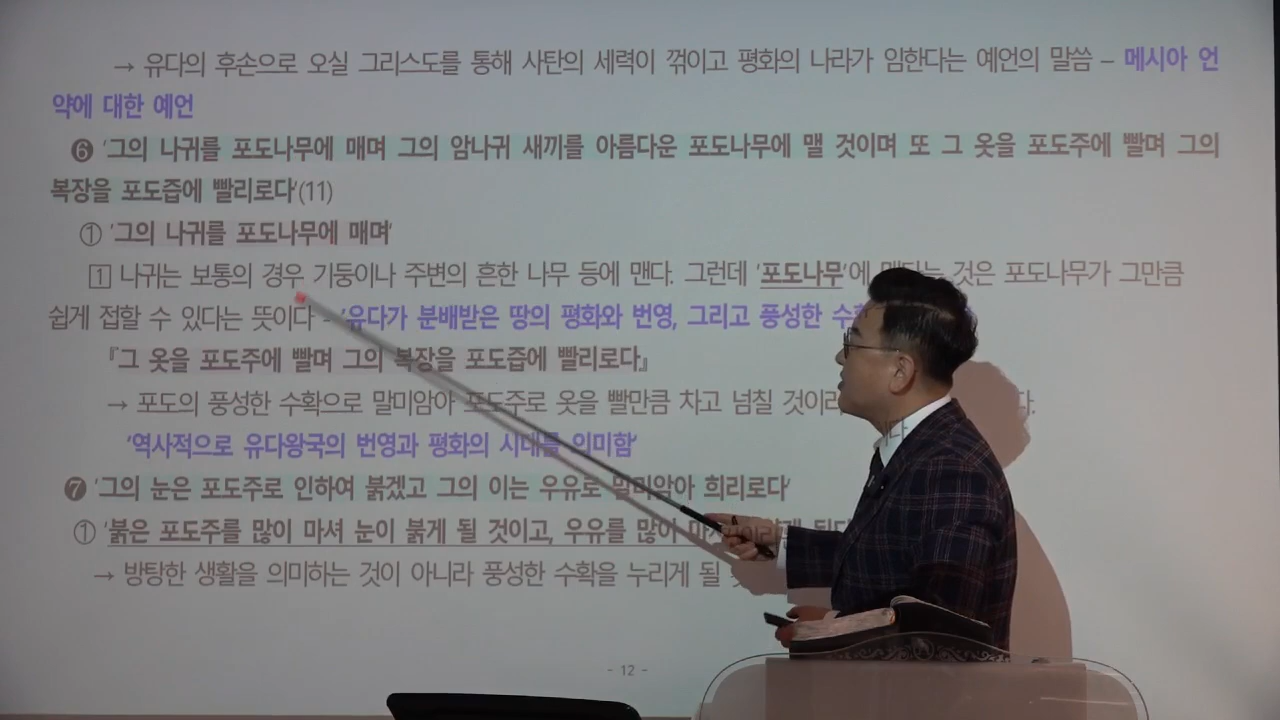 → 유다의 후손으로 오실 그리스도를 통해 사탄의 세력이 꺾이고 평화의 나라가 임한다는 예언의 말씀 – 메시아 언
약에 대한 예언
❻ '그의 나귀를 포도나무에 매며 그의 암나귀 새끼를 아름다운 포도나무에 맬 것이며 또 그 옷을 포도주에 빨며 그의
복장을 포도즙에 빨리로다'(11)
① '그의 나귀를 포도나무에 매며'
1 나귀는 보통의 경우 기둥이나 주변의 흔한 나무 등에 맨다. 그런데 '포도나무'에 것은 포도나무가 그만큼
쉽게 접할 수 있다는 뜻이다 - '유다가 분배받은 땅의 평화와 번영, 그리고 풍성한
『그 옷을 포도주에 빨며 그의 복장을 포도즙에 빨리로다』
→ 포도의 풍성한 수확으로 말미암아 포도주로 옷을 빨만큼 차고 넘칠 다.
'역사적으로 유다왕국의 번영과 평화의 시대를 의미함'
❼ '그의 눈은 포도주로 인하여 붉겠고 그의 이는 우유로 말미암아 희리로다'
① '붉은 포도주를 많이 마셔 눈이 붉게 될 것이고, 우유를 많이
→ 방탕한 생활을 의미하는 것이 아니라 풍성한 수확을 누리게 될
- 12 -